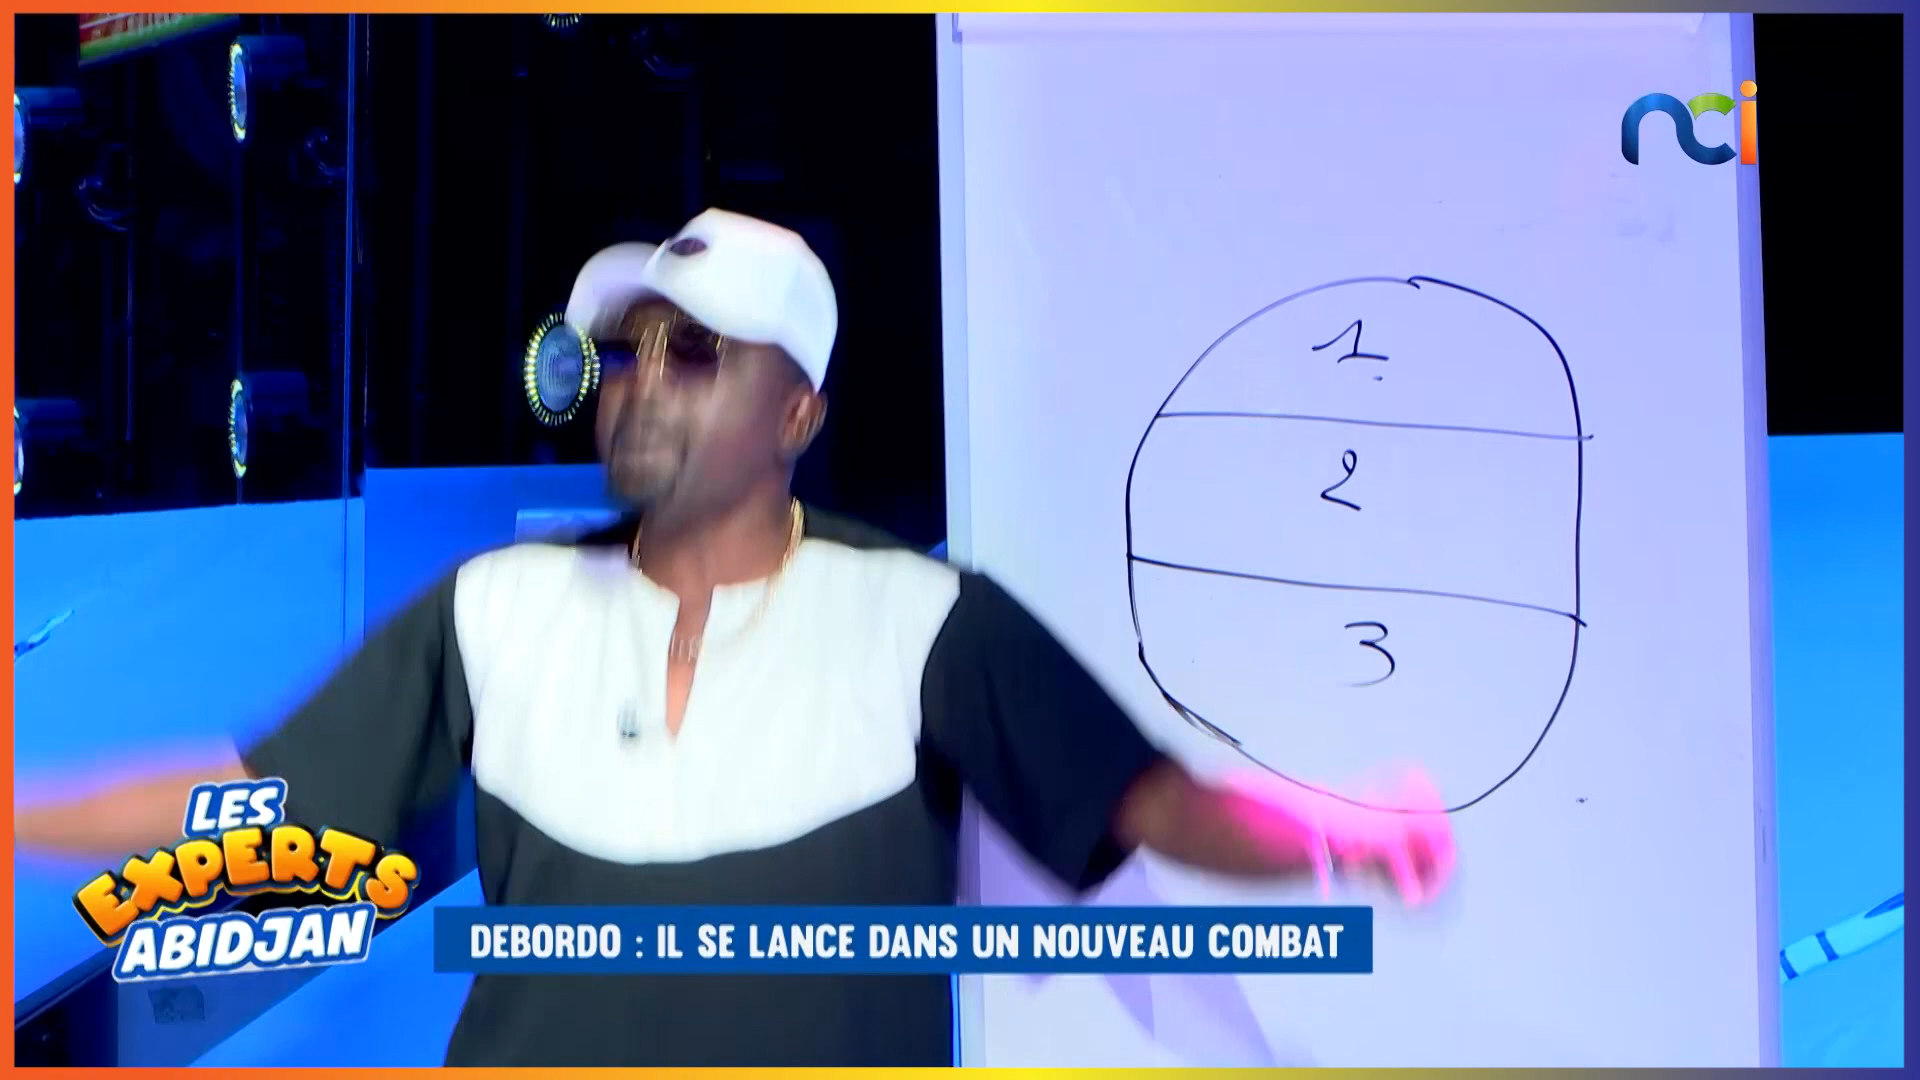 nci
1
2
3
LES
EXPERTS
ABIDJAN
DEBORDO : IL SE LANCE DANS UN NOUVEAU COMBAT